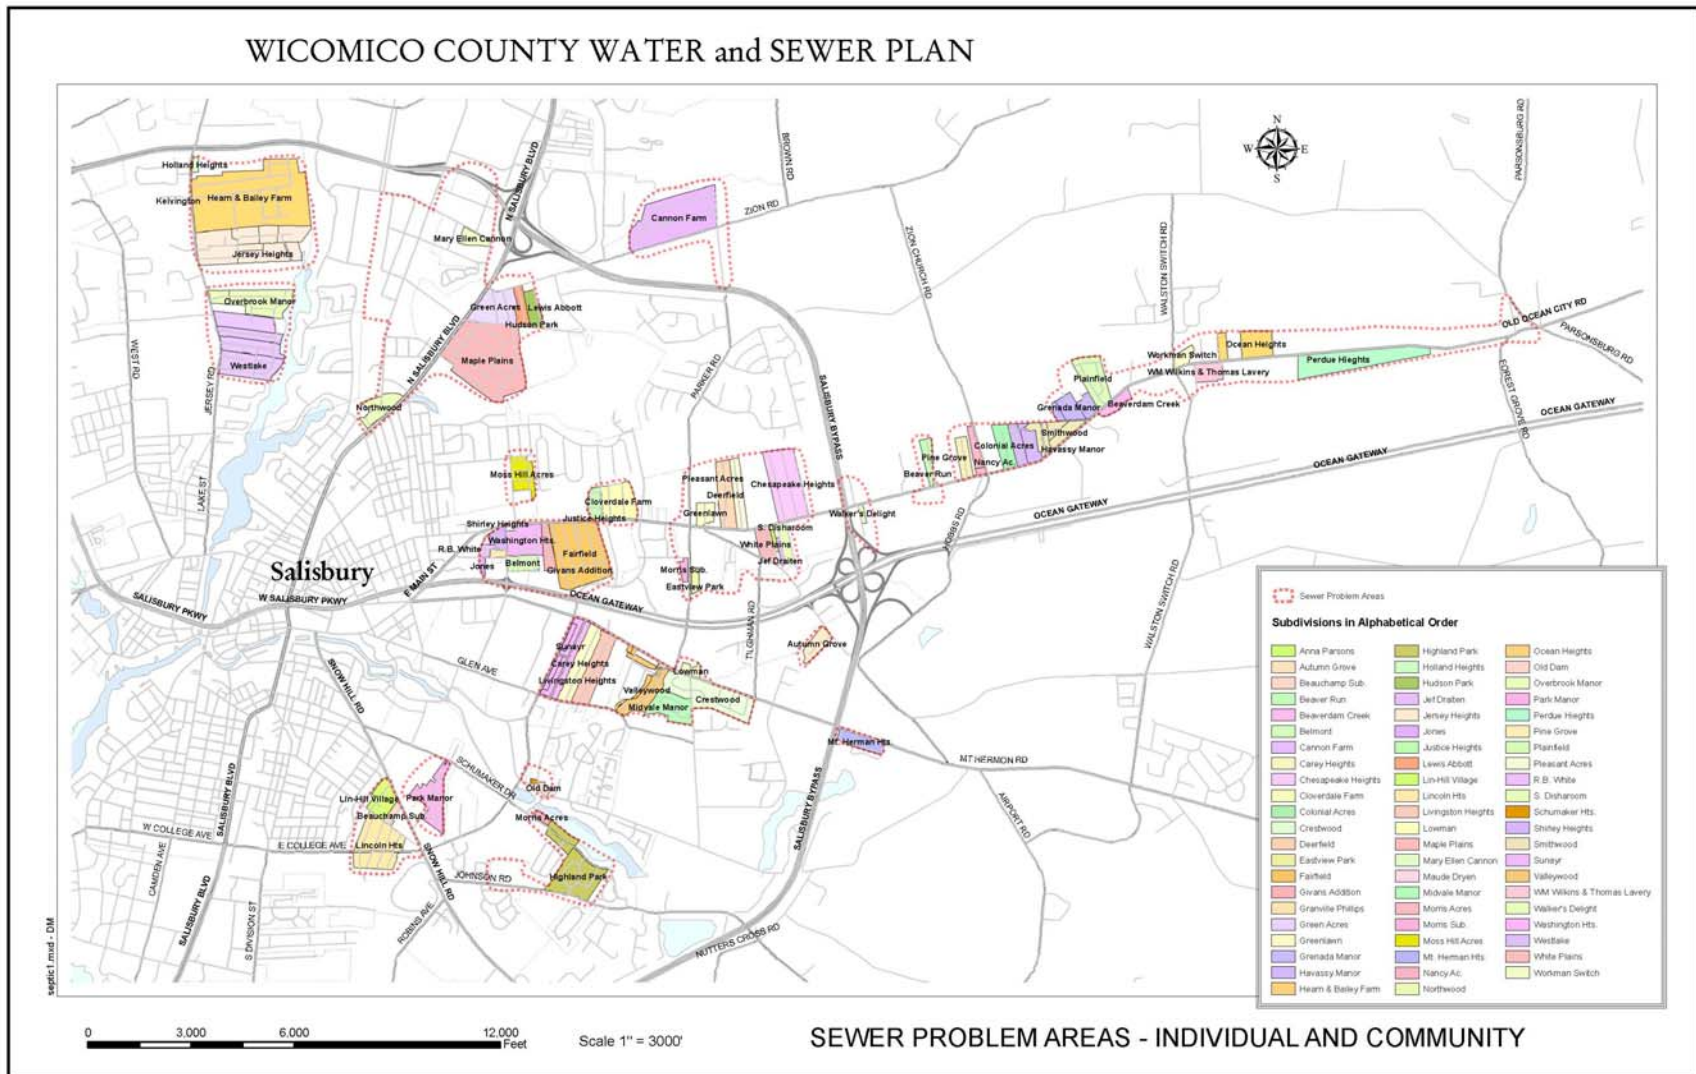 WICOMICO COUNTY WATER and SEWER PLAN
N
W E
S
BROWN RD
PARSONSBURG RD
N SALISBURY BLVD
Holland Heights
Kelvington
Hearn & Bailey Farm
Jersey Heights
Mary Ellen Cannon
Cannon Farm
ZION RD
ZION CHURCH RD
WALSTON SWITCH RD
Overbrook Manor
Westlake
WEST RD
JERSEY RD
Green Acres
Lewis Abbott
Hudson Park
Maple Plains
N SALISBURY BLVD
Northwood
PARKER RD
SALISBURY BYPASS
OLD OCEAN CITY RD
PARSONSBURG RD
Workman Switch
Ocean Heights
Perdue Hieghts
WM Wilkins & Thomas Lavery
Plainfield
Grenada Manor
Beaverdam Creek
FOREST GROVE RD
OCEAN GATEWAY
Smithwood
Colonial Acres
Havassy Manor
Pine Grove
Nancy Ac.
Beaver Run
OCEAN GATEWAY
OCEAN GATEWAY
LAKE ST
Moss Hill Acres
Cloverdale Farm
Justice Heights
Pleasant Acres
Deerfield
Chesapeake Heights
Greenlawn
Walker's Delight
S. Disharoom
White Plains
Jef Draiten
HOBBS RD
Shirley Heights
Washington Hts.
R.B. White
Jones
Belmont
Fairfield
Givans Addition
Morris Sub.
Eastview Park
Salisbury
E MAIN ST
SALISBURY PKWY
W SALISBURY PKWY
OCEAN GATEWAY
TILGHMAN RD
WALSTON SWITCH RD
Autumn Grove
Sunayr
Carey Heights
Livingston Heights
GLEN AVE
SNOW HILL RD
Lowman
Valleywood
Crestwood
Midvale Manor
Mt. Herman Hts.
MT HERMON RD
AIRPORT RD
SALISBURY BYPASS
SCHUMAKER DR
Old Dam
Lin-Hill Village
Park Manor
Beauchamp Sub.
Morris Acres
W COLLEGE AVE
E COLLEGE AVE
Lincoln Hts
CAMDEN AVE
SALISBURY BLVD
SALISBURY BLVD
S DIVISION ST
SNOW HILL RD
JOHNSON RD
Highland Park
ROBINS AVE
NUTTERS CROSS RD
Sewer Problem Areas
Subdivisions in Alphabetical Order
Anna Parsons
Autumn Grove
Beauchamp Sub.
Beaver Run
Beaverdam Creek
Belmont
Cannon Farm
Carey Heights
Chesapeake Heights
Cloverdale Farm
Colonial Acres
Crestwood
Deerfield
Eastview Park
Fairfield
Givans Addition
Granville Phillips
Green Acres
Greenlawn
Grenada Manor
Havassy Manor
Hearn & Bailey Farm
Highland Park
Holland Heights
Hudson Park
Jef Draiten
Jersey Heights
Jones
Justice Heights
Lewis Abbott
Lin-Hill Village
Lincoln Hts
Livingston Heights
Lowman
Maple Plains
Mary Ellen Cannon
Maude Dryen
Midvale Manor
Morris Acres
Morris Sub.
Moss Hill Acres
Mt. Herman Hts.
Nancy Ac.
Northwood
Ocean Heights
Old Dam
Overbrook Manor
Park Manor
Perdue Hieghts
Pine Grove
Plainfield
Pleasant Acres
R.B. White
S. Disharoom
Schumaker Hts.
Shirley Heights
Smithwood
Sunayr
Valleywood
WM Wilkins & Thomas Lavery
Walker's Delight
Washington Hts.
Westlake
White Plains
Workman Switch
septic1.mxd - DM
0 3,000 6,000 12,000
Feet
Scale 1" = 3000'
SEWER PROBLEM AREAS - INDIVIDUAL AND COMMUNITY